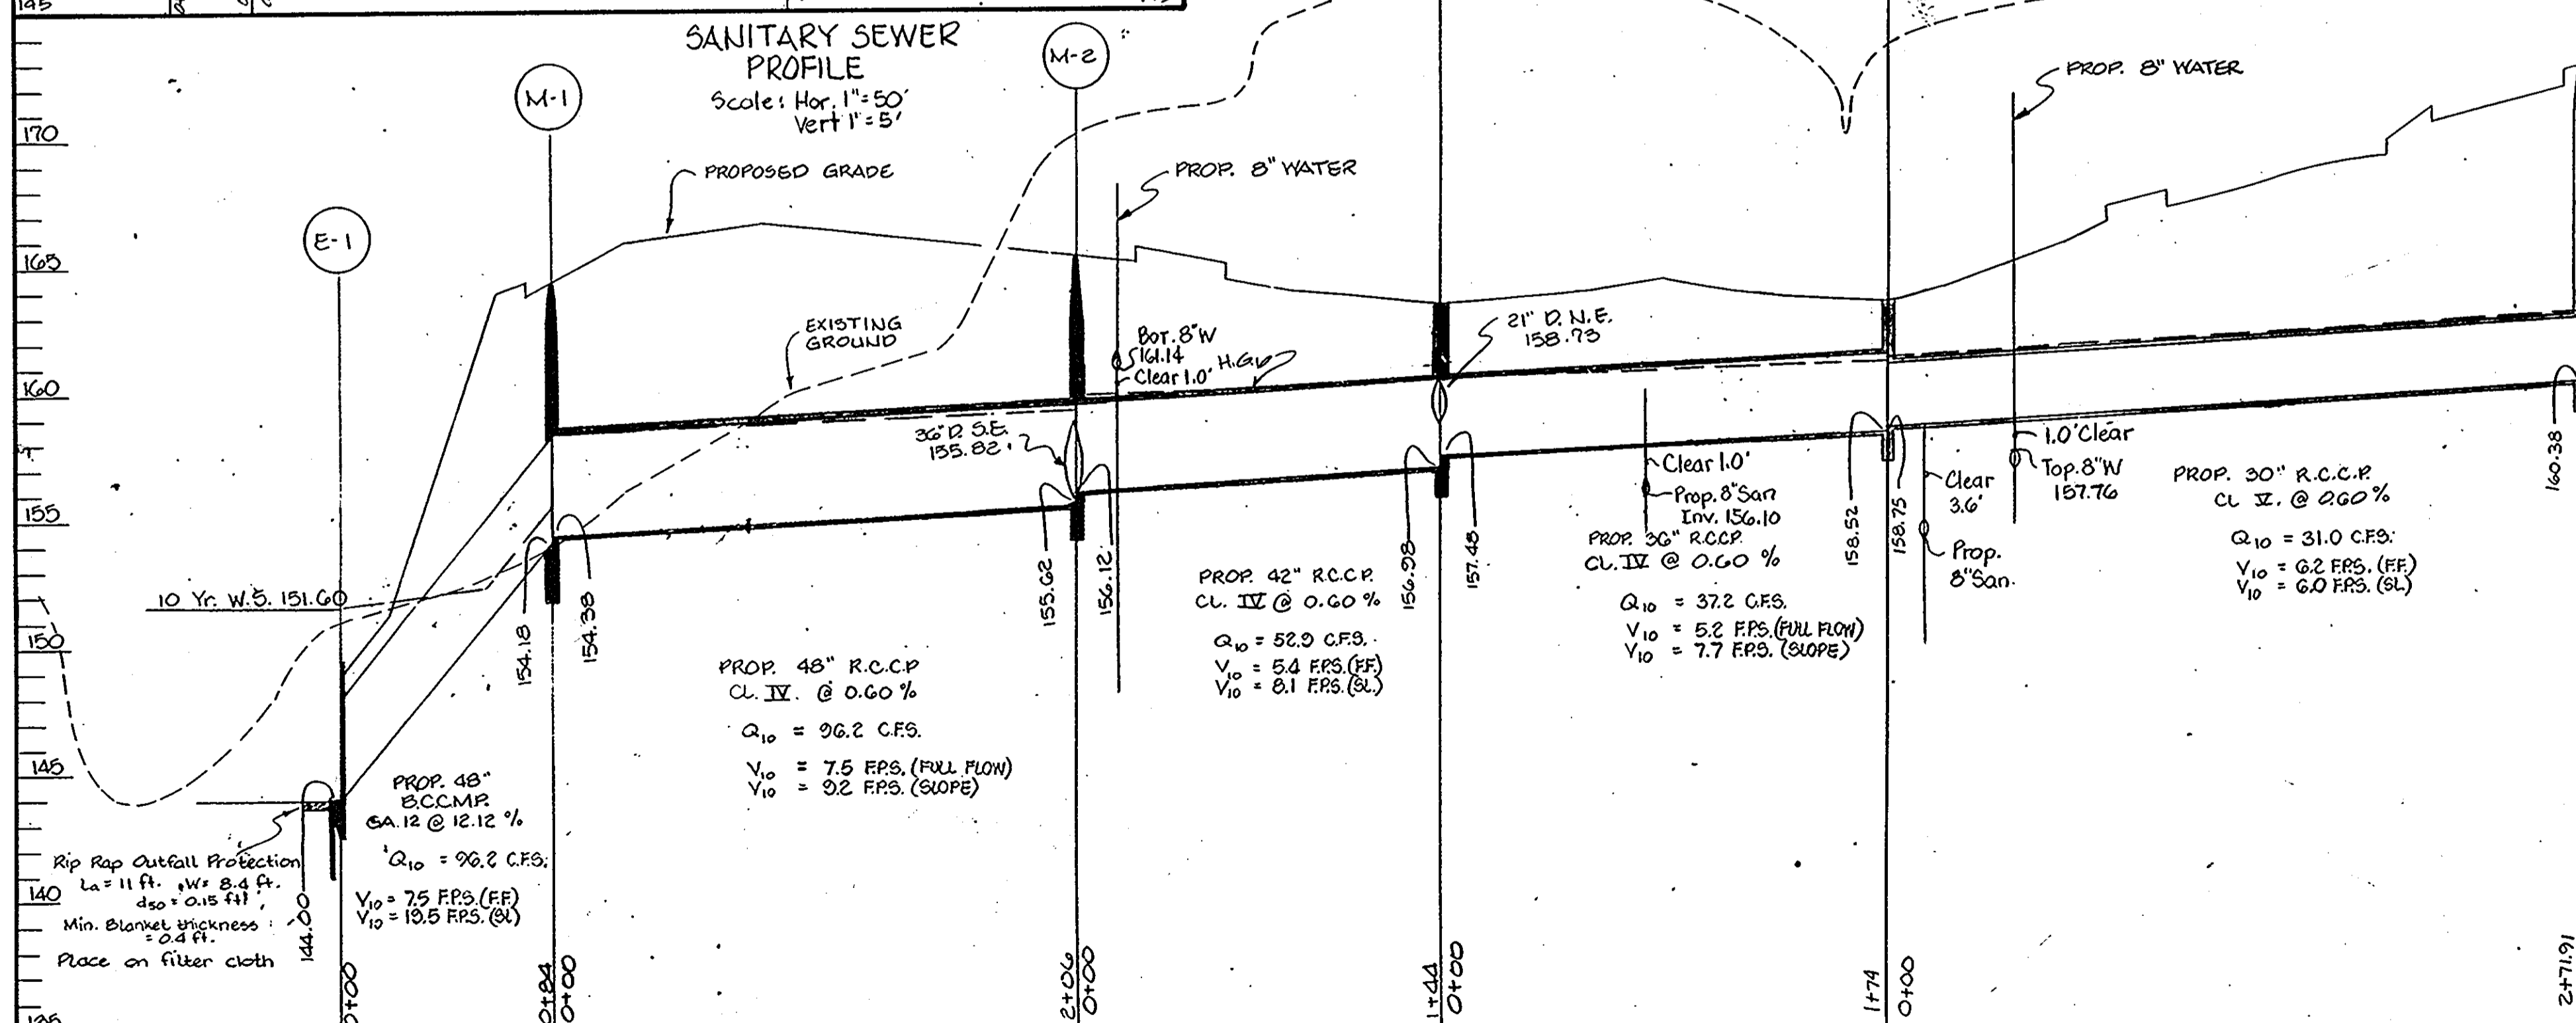 145
SANITARY SEWER
PROFILE
Scale: Hor. 1"=50'
Vert 1"=5'
E-1
M-1
M-2
170
165
160
155
150
145
140
135
PROPOSED GRADE
EXISTING
GROUND
PROP. 8" WATER
PROP. 8" WATER
Bot. 8"W
161.14
Clear 1.0'
H.G.
21" D.N.E.
158.73
36" D. S.E.
155.82
10 Yr. W.S. 151.60
154.18
154.38
155.62
156.12
156.98
157.48
158.52
158.75
160.38
144.00
Clear 1.0'
Prop. 8"San
Inv. 156.10
Clear
3.6'
Prop.
8"San.
1.0' Clear
Top. 8"W
157.76
PROP. 48"
B.C.C.M.P.
GA. 12 @ 12.12 %
Q10 = 96.2 C.F.S.
V10 = 7.5 F.P.S. (F.F.)
V10 = 19.5 F.P.S. (SL)
PROP. 48" R.C.C.P
CL. IV. @ 0.60 %
Q10 = 96.2 C.F.S.
V10 = 7.5 F.P.S. (FULL FLOW)
V10 = 9.2 F.P.S. (SLOPE)
PROP. 42" R.C.C.P.
CL. IV @ 0.60 %
Q10 = 52.9 C.F.S.
V10 = 5.4 F.P.S. (F.F.)
V10 = 8.1 F.P.S. (SL.)
PROP. 36" R.C.C.P.
CL. IV @ 0.60 %
Q10 = 37.2 C.F.S.
V10 = 5.2 F.P.S. (FULL FLOW)
V10 = 7.7 F.P.S. (SLOPE)
PROP. 30" R.C.C.P.
CL IV. @ 0.60 %
Q10 = 31.0 C.F.S.
V10 = 6.2 F.P.S. (F.F.)
V10 = 6.0 F.P.S. (SL)
Rip Rap Outfall Protection
La = 11 ft. , W = 8.4 ft.
d50 = 0.15 ft
Min. Blanket thickness
= 0.4 ft.
Place on filter cloth
0+00
0+84
0+00
2+06
0+00
1+44
0+00
1+74
0+00
2+71.91